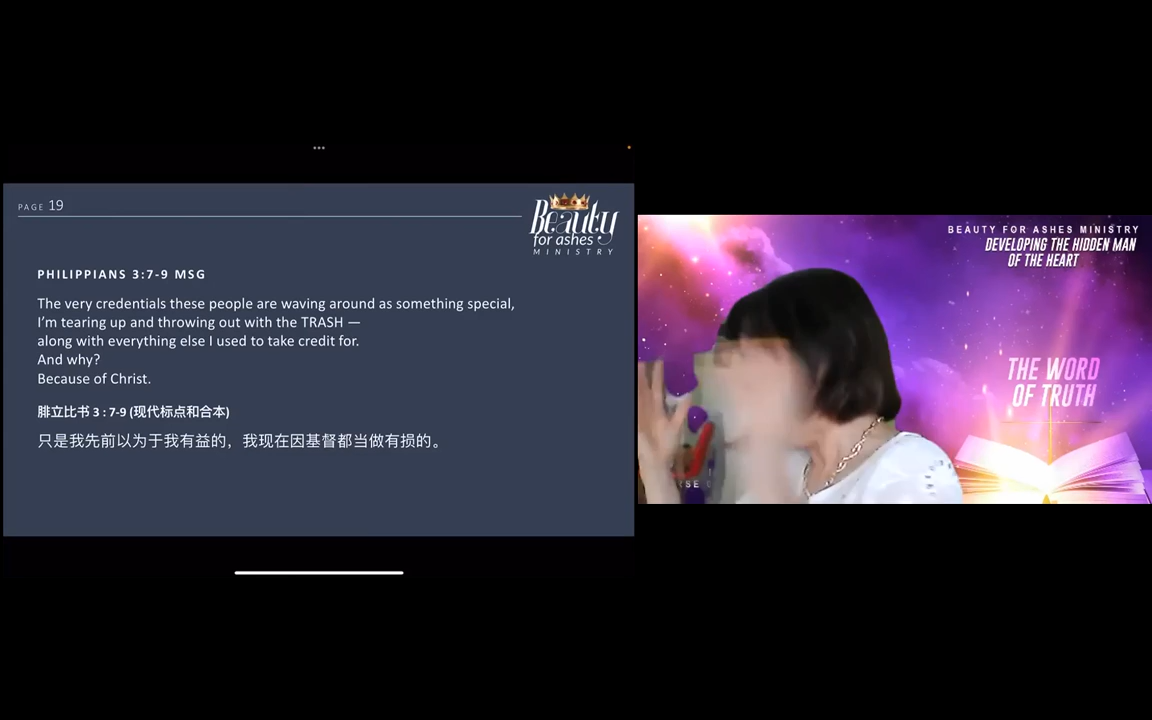 PAGE 19
Beauty
for ashes
MINISTRY
PHILIPPIANS 3:7-9 MSG
The very credentials these people are waving around as something special,
I'm tearing up and throwing out with the TRASH —
along with everything else I used to take credit for.
And why?
Because of Christ.
腓立比书 3 : 7-9 (现代标点和合本)
只是我先前以为于我有益的，我现在因基督都当做有损的。
BEAUTY FOR ASHES MINISTRY
DEVELOPING THE HIDDEN MAN
OF THE HEART
THE WORD
OF TRUTH